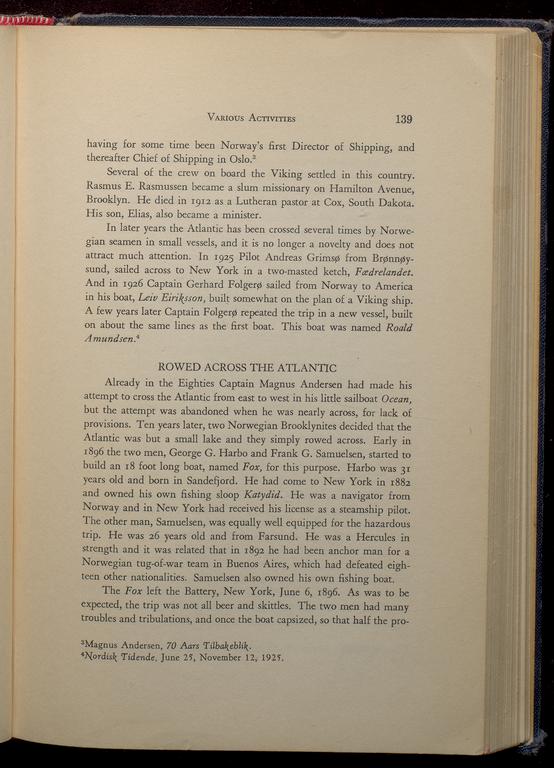 VARIOUS ACTIVITIES 139
having for some time been Norway's first Director of Shipping, and
thereafter Chief of Shipping in Oslo.³
Several of the crew on board the Viking settled in this country.
Rasmus E. Rasmussen became a slum missionary on Hamilton Avenue,
Brooklyn. He died in 1912 as a Lutheran pastor at Cox, South Dakota.
His son, Elias, also became a minister.
In later years the Atlantic has been crossed several times by Norwe-
gian seamen in small vessels, and it is no longer a novelty and does not
attract much attention. In 1925 Pilot Andreas Grimsø from Brønnøy-
sund, sailed across to New York in a two-masted ketch, Fædrelandet.
And in 1926 Captain Gerhard Folgerø sailed from Norway to America
in his boat, Leiv Eiriksson, built somewhat on the plan of a Viking ship.
A few years later Captain Folgerø repeated the trip in a new vessel, built
on about the same lines as the first boat. This boat was named Roald
Amundsen.⁴
ROWED ACROSS THE ATLANTIC
Already in the Eighties Captain Magnus Andersen had made his
attempt to cross the Atlantic from east to west in his little sailboat Ocean,
but the attempt was abandoned when he was nearly across, for lack of
provisions. Ten years later, two Norwegian Brooklynites decided that the
Atlantic was but a small lake and they simply rowed across. Early in
1896 the two men, George G. Harbo and Frank G. Samuelsen, started to
build an 18 foot long boat, named Fox, for this purpose. Harbo was 31
years old and born in Sandefjord. He had come to New York in 1882
and owned his own fishing sloop Katydid. He was a navigator from
Norway and in New York had received his license as a steamship pilot.
The other man, Samuelsen, was equally well equipped for the hazardous
trip. He was 26 years old and from Farsund. He was a Hercules in
strength and it was related that in 1892 he had been anchor man for a
Norwegian tug-of-war team in Buenos Aires, which had defeated eigh-
teen other nationalities. Samuelsen also owned his own fishing boat.
The Fox left the Battery, New York, June 6, 1896. As was to be
expected, the trip was not all beer and skittles. The two men had many
troubles and tribulations, and once the boat capsized, so that half the pro-
³Magnus Andersen, 70 Aars Tilbakeblik.
⁴Nordisk Tidende, June 25, November 12, 1925.